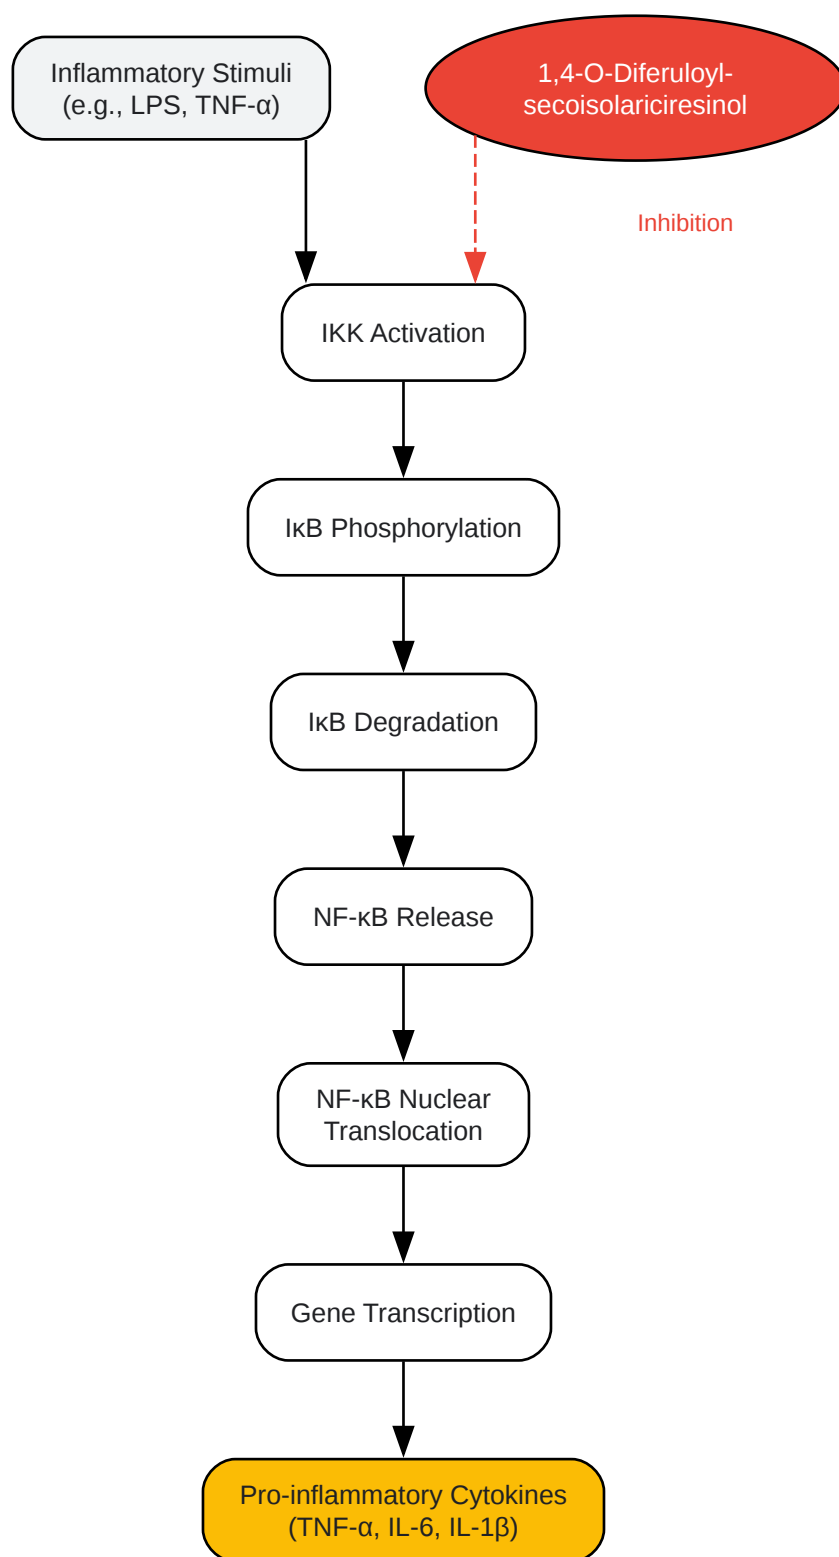 Inflammatory Stimuli
(e.g., LPS, TNF-α)
1,4-O-Diferuloyl-
secoisolariciresinol
Inhibition
IKK Activation
IκB Phosphorylation
IκB Degradation
NF-κB Release
NF-κB Nuclear
Translocation
Gene Transcription
Pro-inflammatory Cytokines
(TNF-α, IL-6, IL-1β)